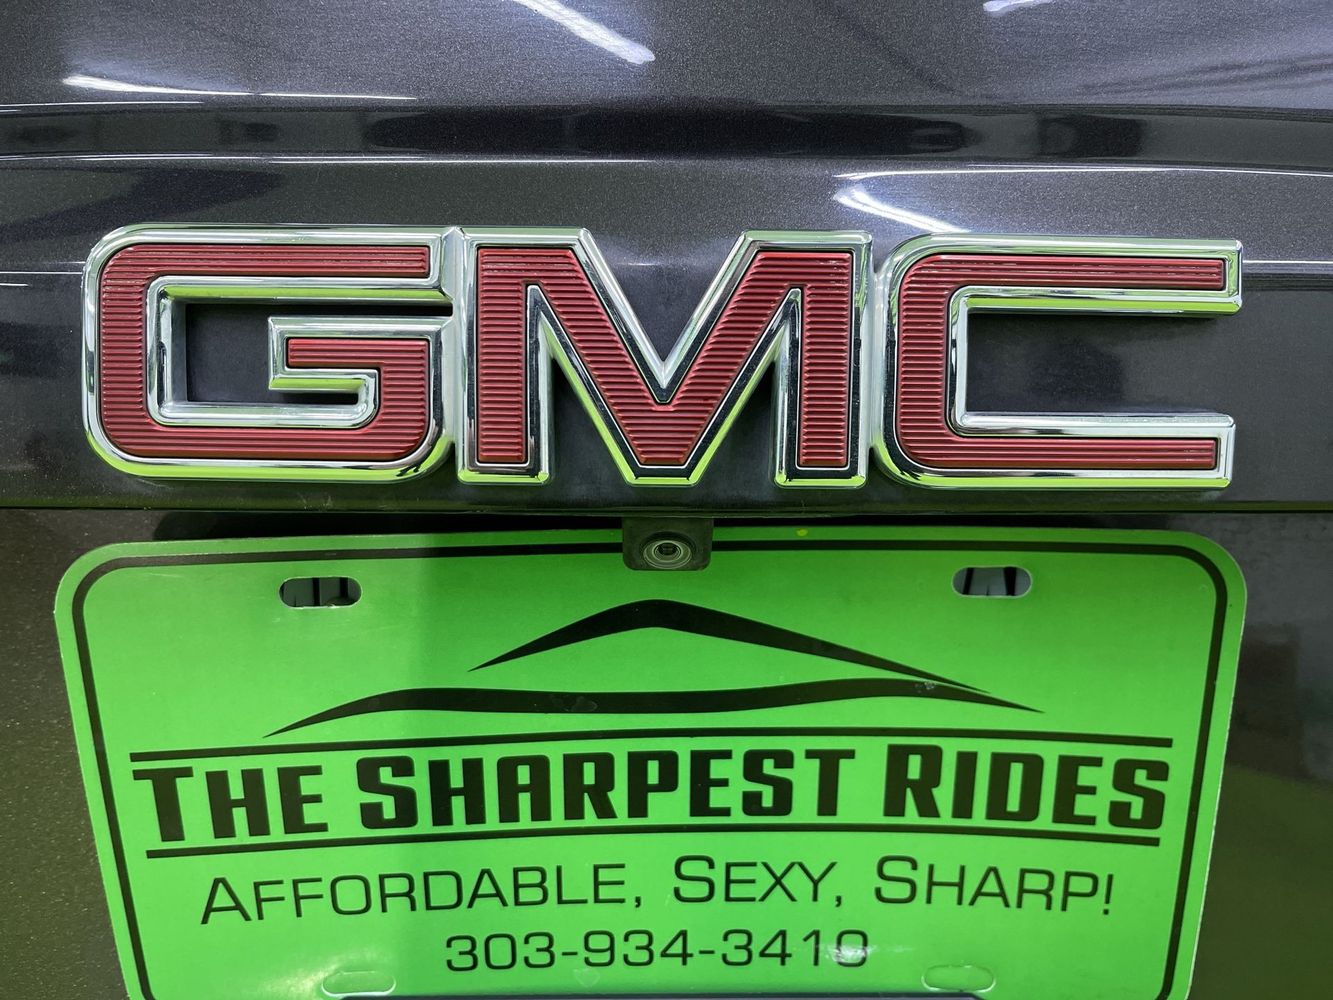 GMC
THE SHARPEST RIDES
AFFORDABLE, SEXY, SHARP!
303-934-3410